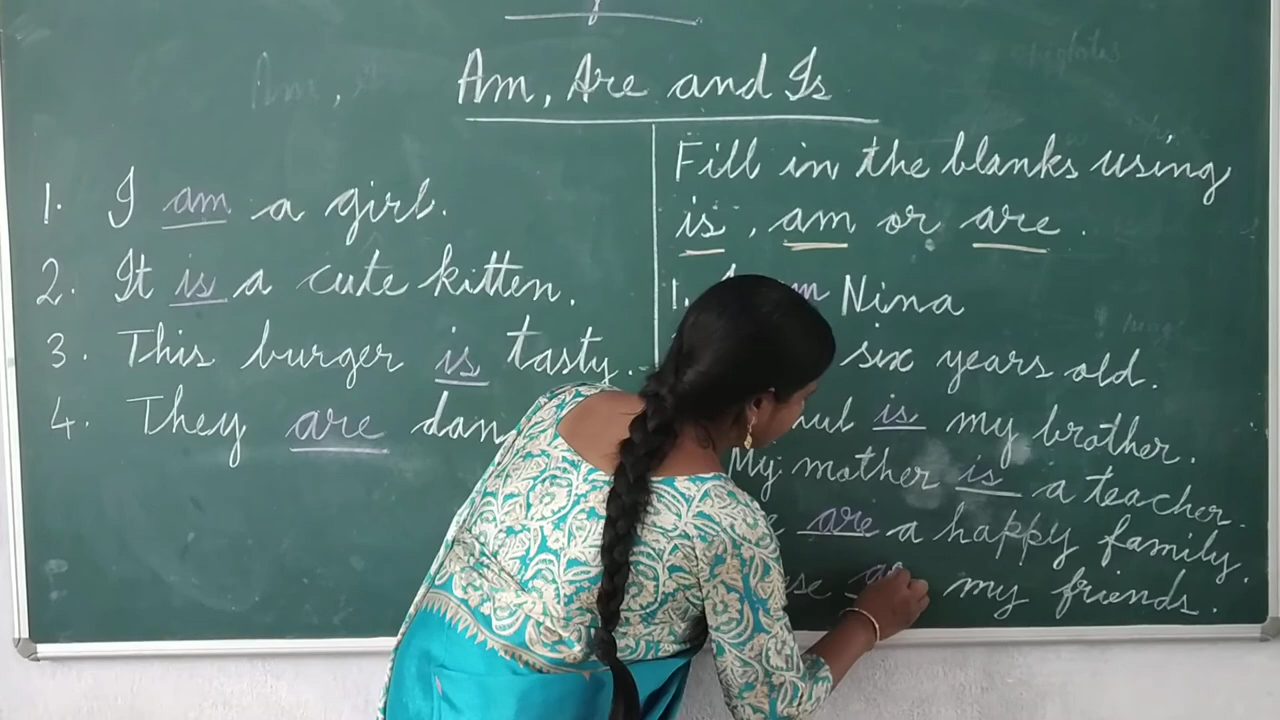 Am, Are and Is
1. I am a girl.
2. It is a cute kitten.
3. This burger is tasty.
4. They are
Fill in the blanks using
is, am or are.
1. Nina
six years old.
is my brother.
My mother is a teacher.
are a happy family.
my friends.